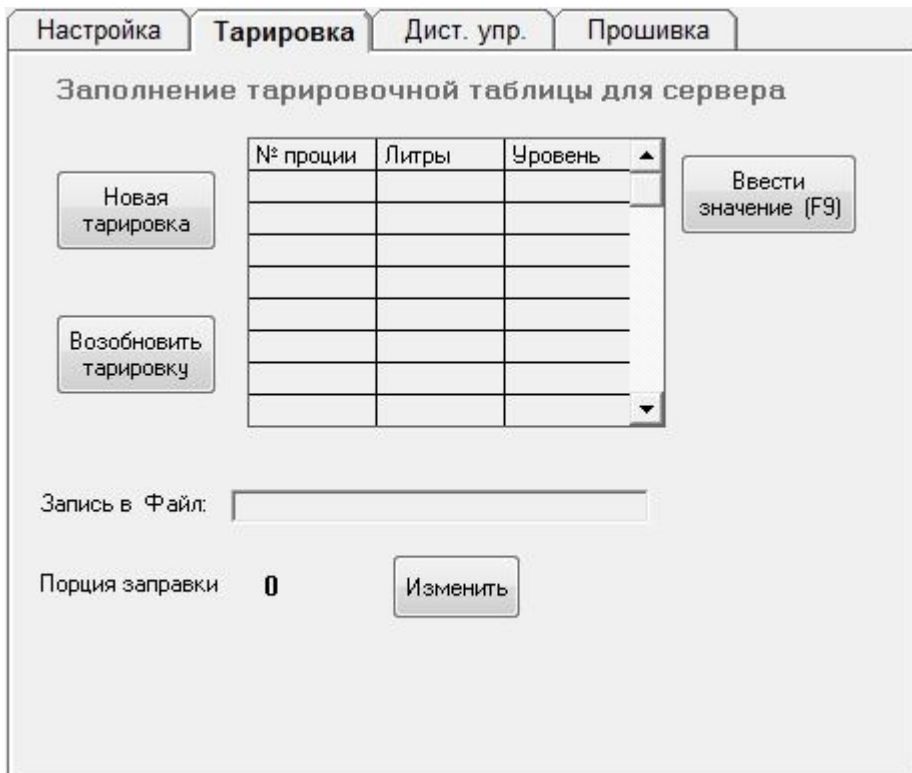 Настройка Тарировка Дист. упр. Прошивка
Заполнение тарировочной таблицы для сервера
№ проции Литры Уровень
Новая
тарировка
Ввести
значение (F9)
Возобновить
тарировку
Запись в Файл:
Порция заправки 0 Изменить